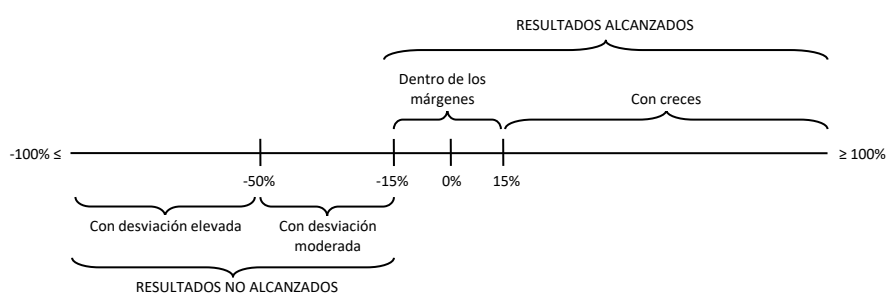 RESULTADOS ALCANZADOS
Dentro de los
márgenes
Con creces
-100% ≤
≥ 100%
-50%
-15%
0%
15%
Con desviación elevada
Con desviación
moderada
RESULTADOS NO ALCANZADOS